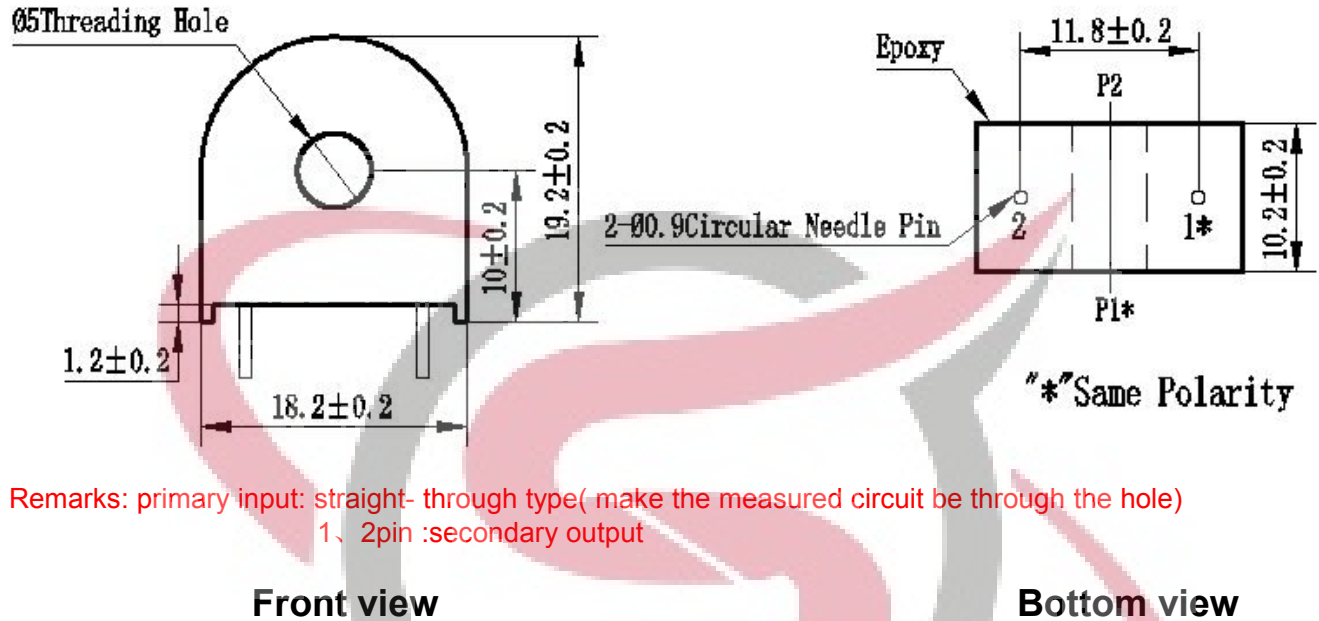 Ø5Threading Hole
11.8±0.2
Epoxy
P2
19.2±0.2
10±0.2
10.2±0.2
2-Ø0.9Circular Needle Pin
2
1*
P1*
1.2±0.2
18.2±0.2
"*"Same Polarity
Remarks: primary input: straight- through type( make the measured circuit be through the hole)
1、2pin :secondary output
Front view
Bottom view